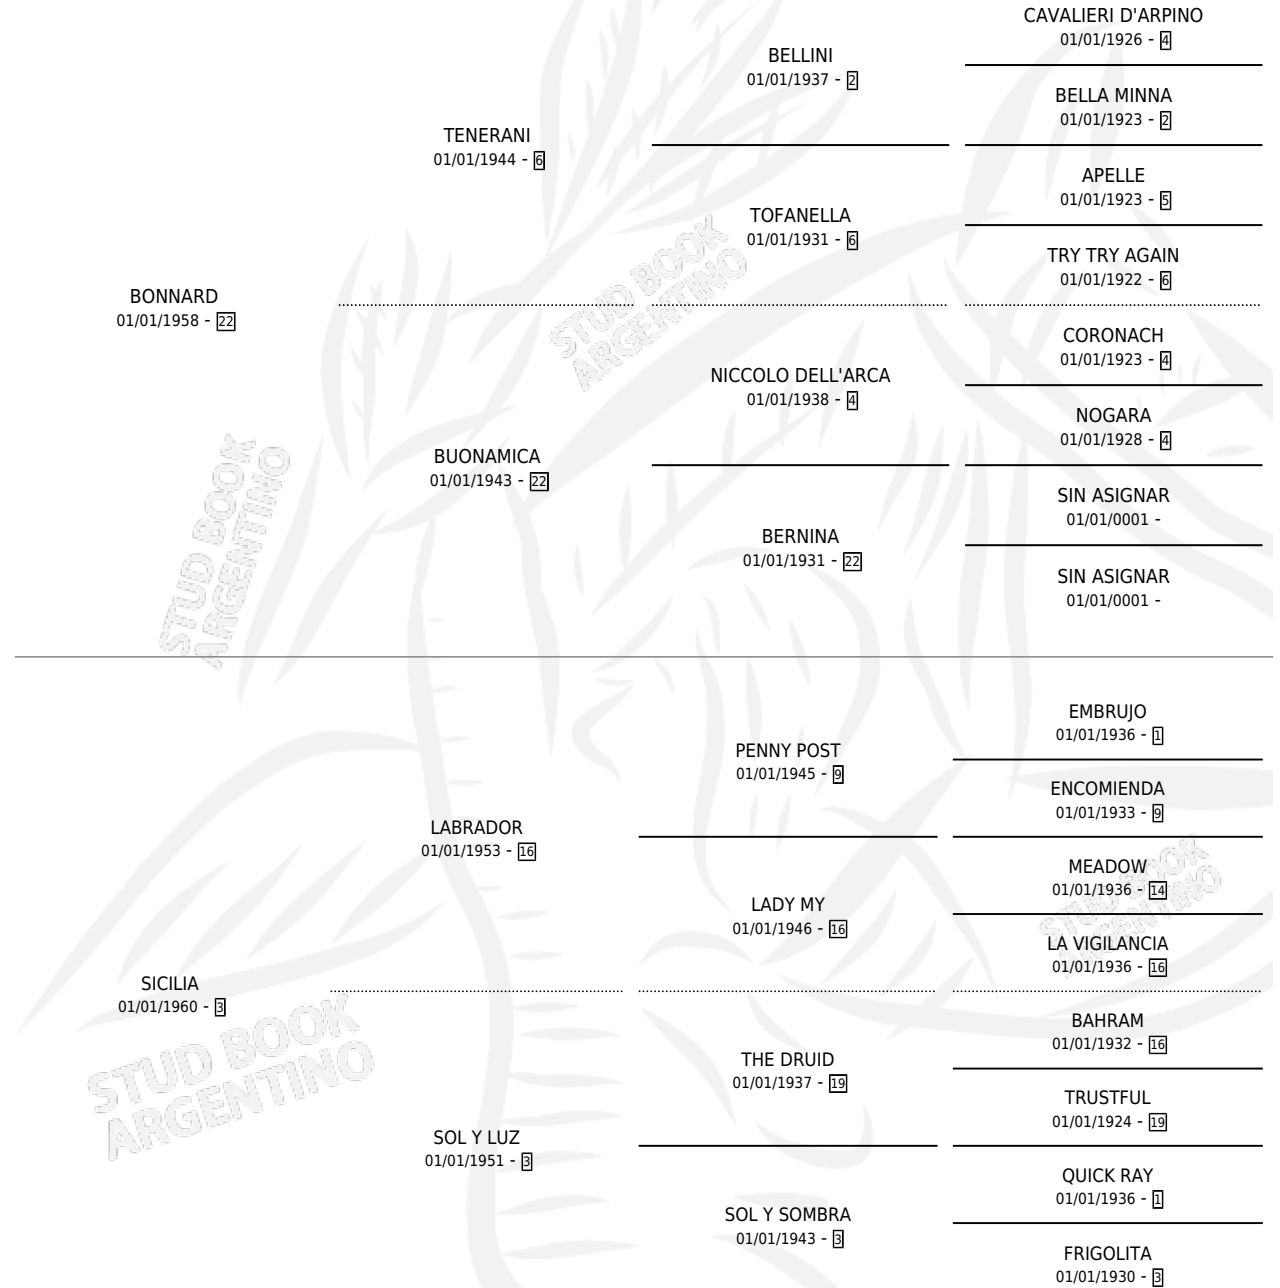 CAVALIERI D'ARPINO
01/01/1926 - 4
BELLINI
01/01/1937 - 2
BELLA MINNA
01/01/1923 - 2
TENERANI
01/01/1944 - 6
APELLE
01/01/1923 - 5
TOFANELLA
01/01/1931 - 6
TRY TRY AGAIN
01/01/1922 - 6
BONNARD
01/01/1958 - 22
CORONACH
01/01/1923 - 4
NICCOLO DELL'ARCA
01/01/1938 - 4
NOGARA
01/01/1928 - 4
BUONAMICA
01/01/1943 - 22
SIN ASIGNAR
01/01/0001 -
BERNINA
01/01/1931 - 22
SIN ASIGNAR
01/01/0001 -
EMBRUJO
01/01/1936 - 1
PENNY POST
01/01/1945 - 9
ENCOMIENDA
01/01/1933 - 9
LABRADOR
01/01/1953 - 16
MEADOW
01/01/1936 - 14
LADY MY
01/01/1946 - 16
LA VIGILANCIA
01/01/1936 - 16
SICILIA
01/01/1960 - 3
BAHRAM
01/01/1932 - 16
THE DRUID
01/01/1937 - 19
TRUSTFUL
01/01/1924 - 19
SOL Y LUZ
01/01/1951 - 3
QUICK RAY
01/01/1936 - 1
SOL Y SOMBRA
01/01/1943 - 3
FRIGOLITA
01/01/1930 - 3
STUD BOOK
ARGENTINO
STUD BOOK
ARGENTINO
STUD BOOK
ARGENTINO
STUD BOOK
ARGENTINO